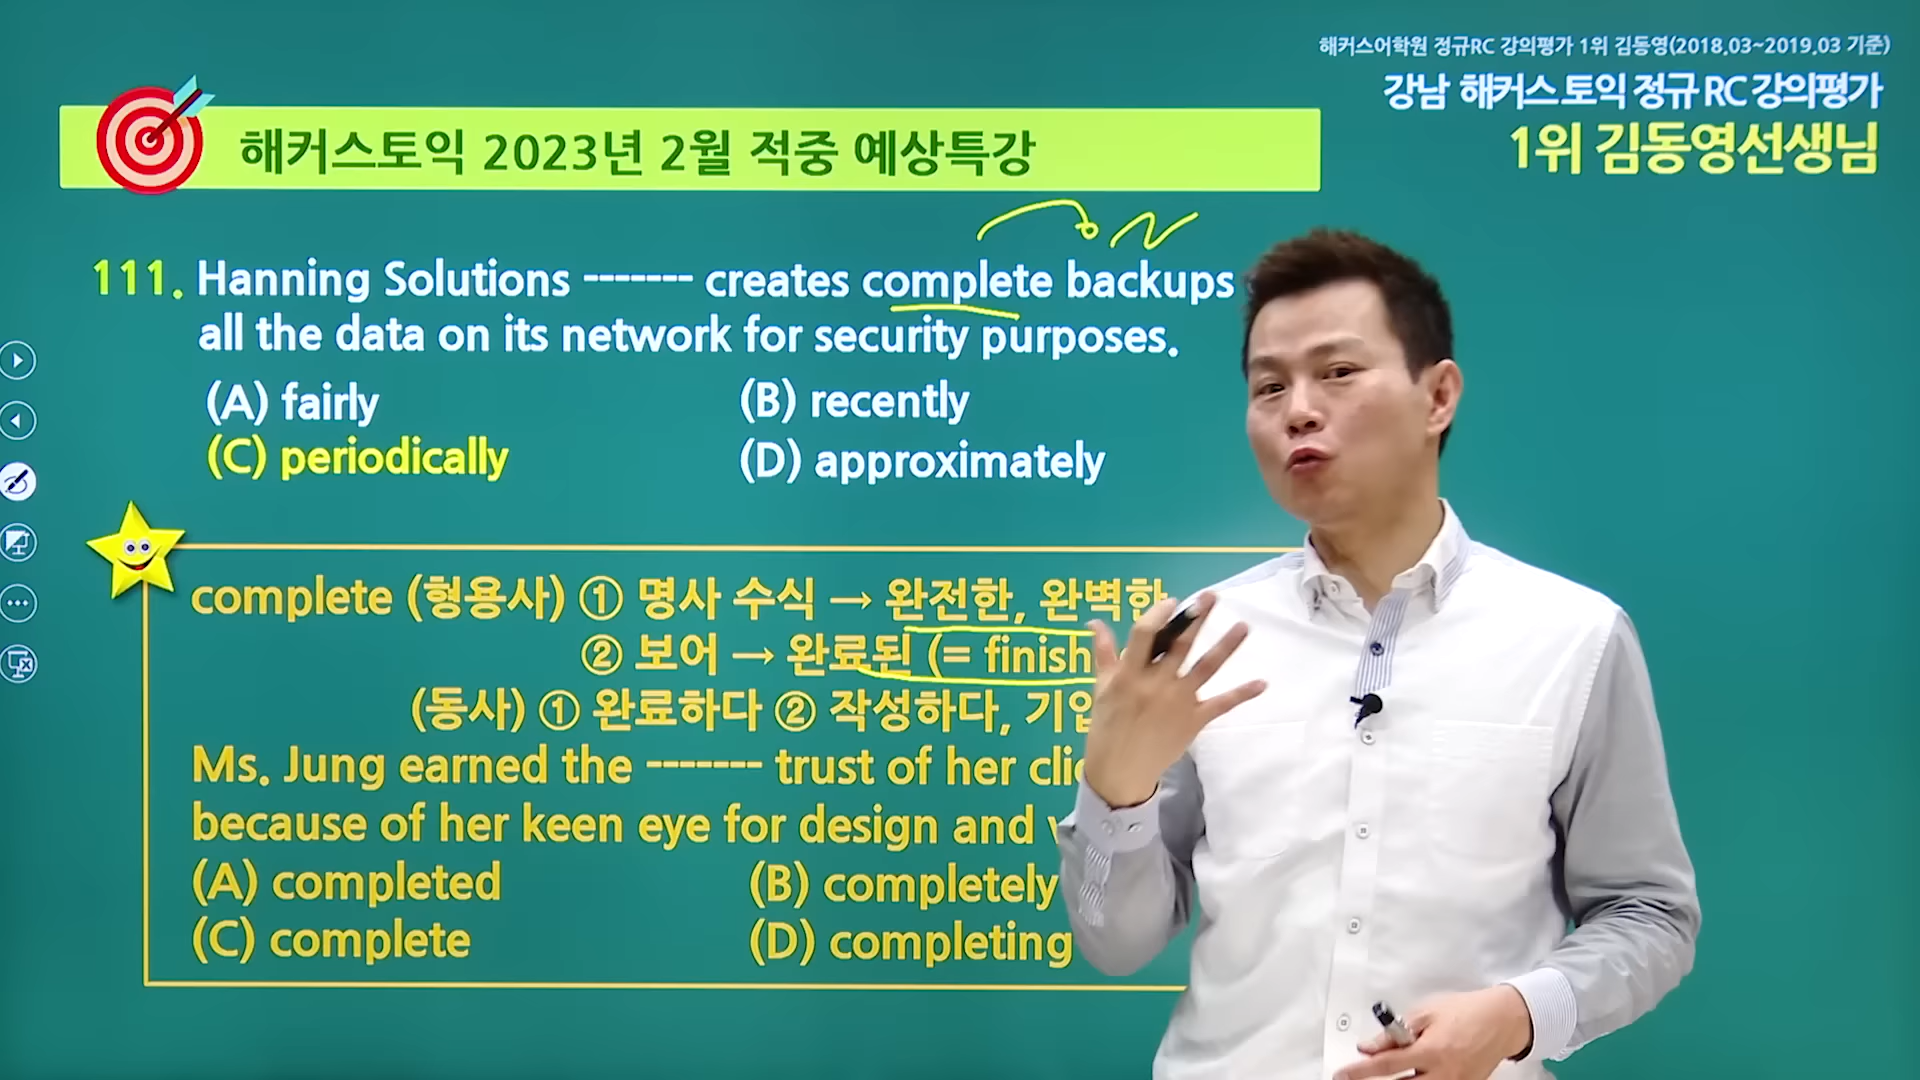 해커스어학원 정규RC 강의평가 1위 김동영(2018.03~2019.03 기준)
강남 해커스 토익 정규 RC 강의평가
1위 김동영선생님
해커스토익 2023년 2월 적중 예상특강
N
111. Hanning Solutions ------- creates complete backups
all the data on its network for security purposes.
(A) fairly
(B) recently
(C) periodically
(D) approximately
complete (형용사) ① 명사 수식 → 완전한, 완벽한
② 보어 → 완료된 (= finish
(동사) ① 완료하다 ② 작성하다,
Ms. Jung earned the ------- trust of her
because of her keen eye for design and
(A) completed
(B) completely
(C) complete
(D) completing